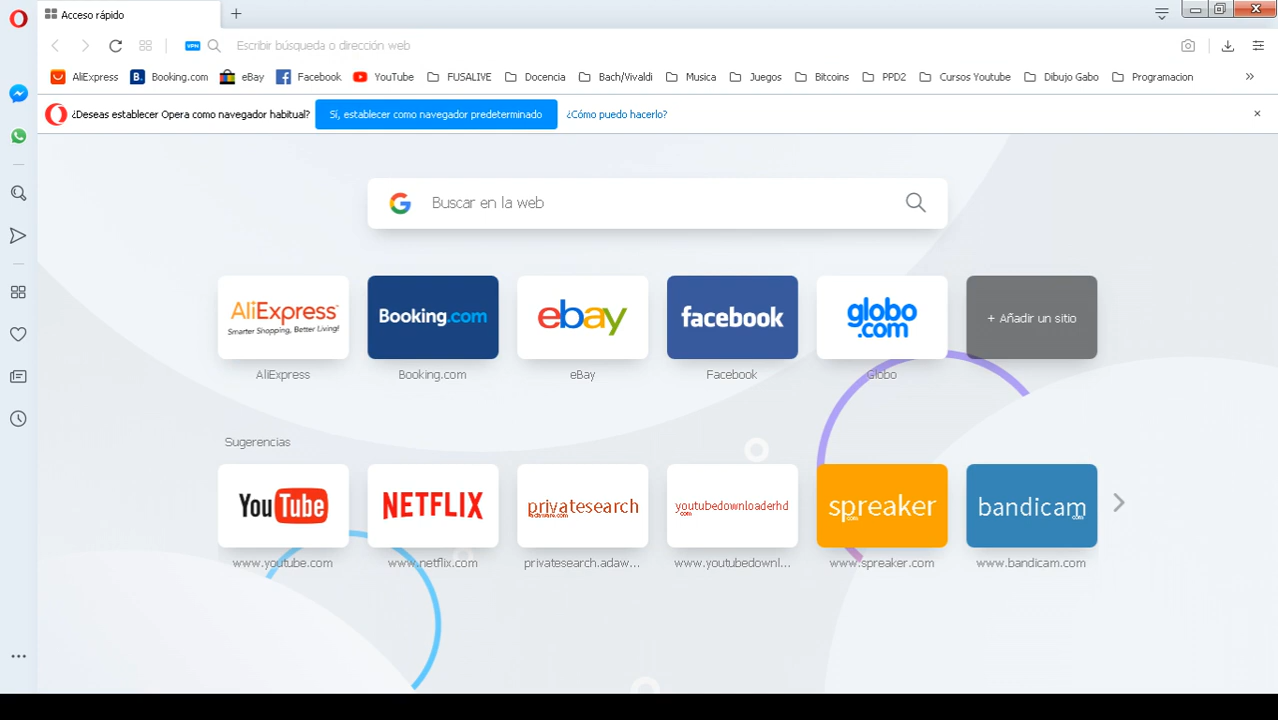 Acceso rápido
VPN
Escribir búsqueda o dirección web
AliExpress B. Booking.com eBay Facebook YouTube FUSALIVE Docencia Bach/Vivaldi Musica Juegos Bitcoins PPD2 Cursos Youtube Dibujo Gabo Programacion
¿Deseas establecer Opera como navegador habitual? Sí, establecer como navegador predeterminado ¿Cómo puedo hacerlo?
Buscar en la web
AliExpress
Smarter Shopping, Better Living!
Booking.com
ebay
facebook
globo
.com
+ Añadir un sitio
AliExpress Booking.com eBay Facebook Globo
Sugerencias
YouTube
NETFLIX
privatesearch
youtubedownloaderhd
.com
spreaker
.com
bandicam
.com
www.youtube.com www.netflix.com privatesearch.adaw... www.youtubedownl... www.spreaker.com www.bandicam.com